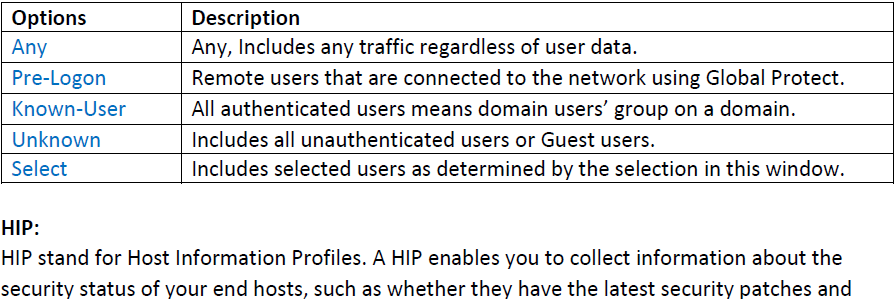 Options Description
Any Any, Includes any traffic regardless of user data.
Pre-Logon Remote users that are connected to the network using Global Protect.
Known-User All authenticated users means domain users’ group on a domain.
Unknown Includes all unauthenticated users or Guest users.
Select Includes selected users as determined by the selection in this window.
HIP:
HIP stand for Host Information Profiles. A HIP enables you to collect information about the
security status of your end hosts, such as whether they have the latest security patches and